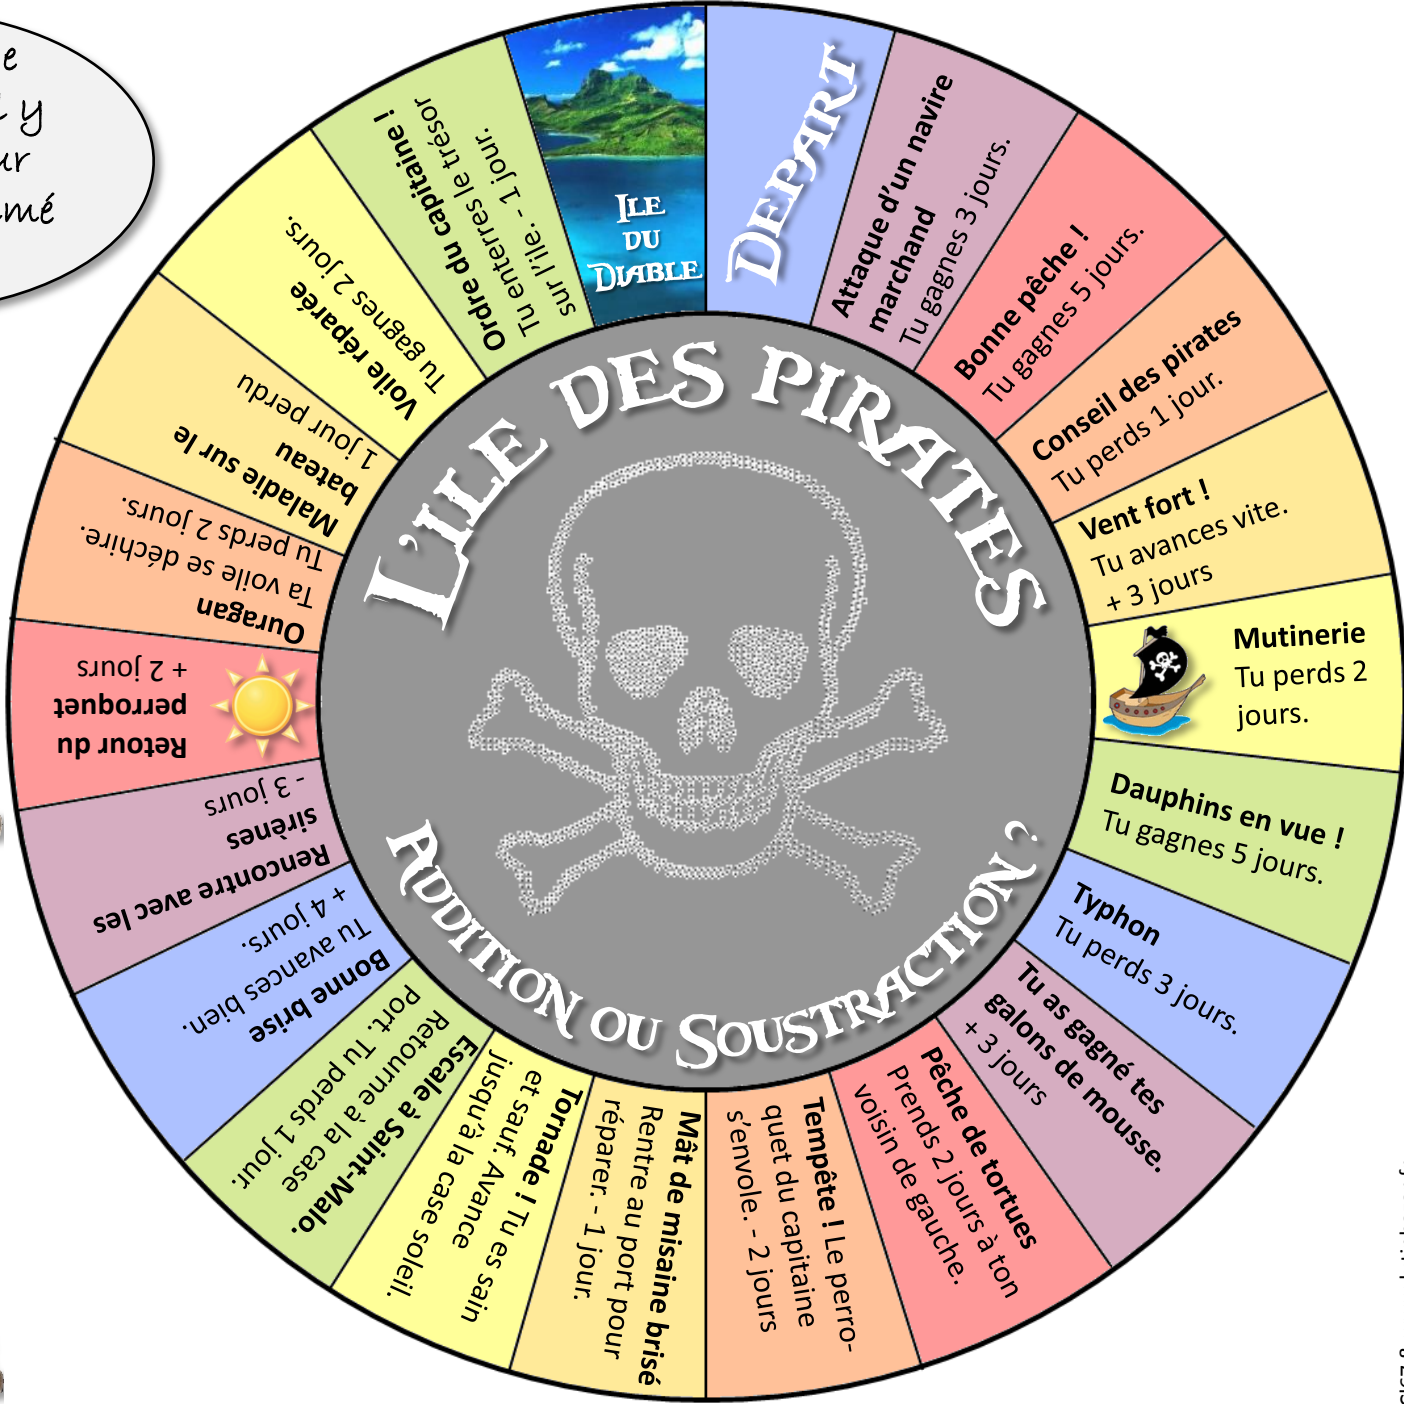 e
y
ur
mé
L'ILE DES PIRATES
ADDITION OU SOUSTRACTION ?
DEPART
Attaque d'un navire
marchand
Tu gagnes 3 jours.
Bonne pêche !
Tu gagnes 5 jours.
Conseil des pirates
Tu perds 1 jour.
Vent fort !
Tu avances vite.
+ 3 jours
Mutinerie
Tu perds 2
jours.
Dauphins en vue !
Tu gagnes 5 jours.
Typhon
Tu perds 3 jours.
Tu as gagné tes
galons de mousse.
+ 3 jours
Pêche de tortues
Prends 2 jours à ton
voisin de gauche.
Tempête ! Le perro-
quet du capitaine
s'envole. - 2 jours
Mât de misaine brisé
Rentre au port pour
réparer. - 1 jour.
Tornade ! Tu es sain
et sauf. Avance
jusqu'à la case soleil.
Escale à Saint-Malo.
Retourne à la case
Port. Tu perds 1 jour.
Bonne brise
Tu avances bien.
+ 4 jours.
Rencontre avec les
sirènes
- 3 jours
Retour du
perroquet
+ 2 jours
Ouragan
Ta voile se déchire.
Tu perds 2 jours.
Maladie sur le
bateau
1 jour perdu
Voile réparée
Tu gagnes 2 jours.
Ordre du capitaine !
Tu enterres le trésor
sur l'ile. - 1 jour.
ILE
DU
DIABLE